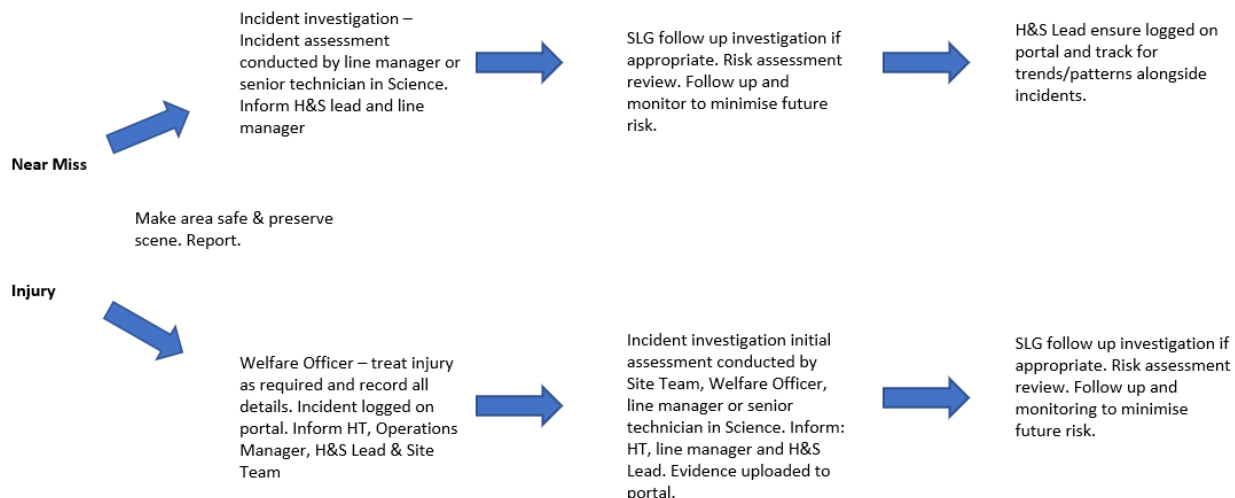 Incident investigation –
Incident assessment
conducted by line manager or
senior technician in Science.
Inform H&S lead and line
manager
SLG follow up investigation if
appropriate. Risk assessment
review. Follow up and
monitor to minimise future
risk.
H&S Lead ensure logged on
portal and track for
trends/patterns alongside
incidents.
Near Miss
Make area safe & preserve
scene. Report.
Injury
Welfare Officer – treat injury
as required and record all
details. Incident logged on
portal. Inform HT, Operations
Manager, H&S Lead & Site
Team
Incident investigation initial
assessment conducted by
Site Team, Welfare Officer,
line manager or senior
technician in Science. Inform:
HT, line manager and H&S
Lead. Evidence uploaded to
portal.
SLG follow up investigation if
appropriate. Risk assessment
review. Follow up and
monitoring to minimise
future risk.